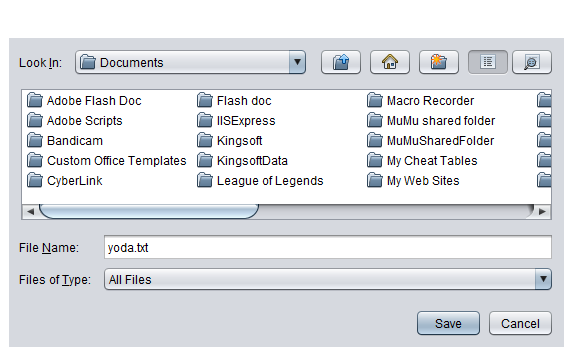 Look In: Documents
Adobe Flash Doc Flash doc Macro Recorder
Adobe Scripts IISExpress MuMu shared folder
Bandicam Kingsoft MuMuSharedFolder
Custom Office Templates KingsoftData My Cheat Tables
CyberLink League of Legends My Web Sites
File Name: yoda.txt
Files of Type: All Files
Save Cancel